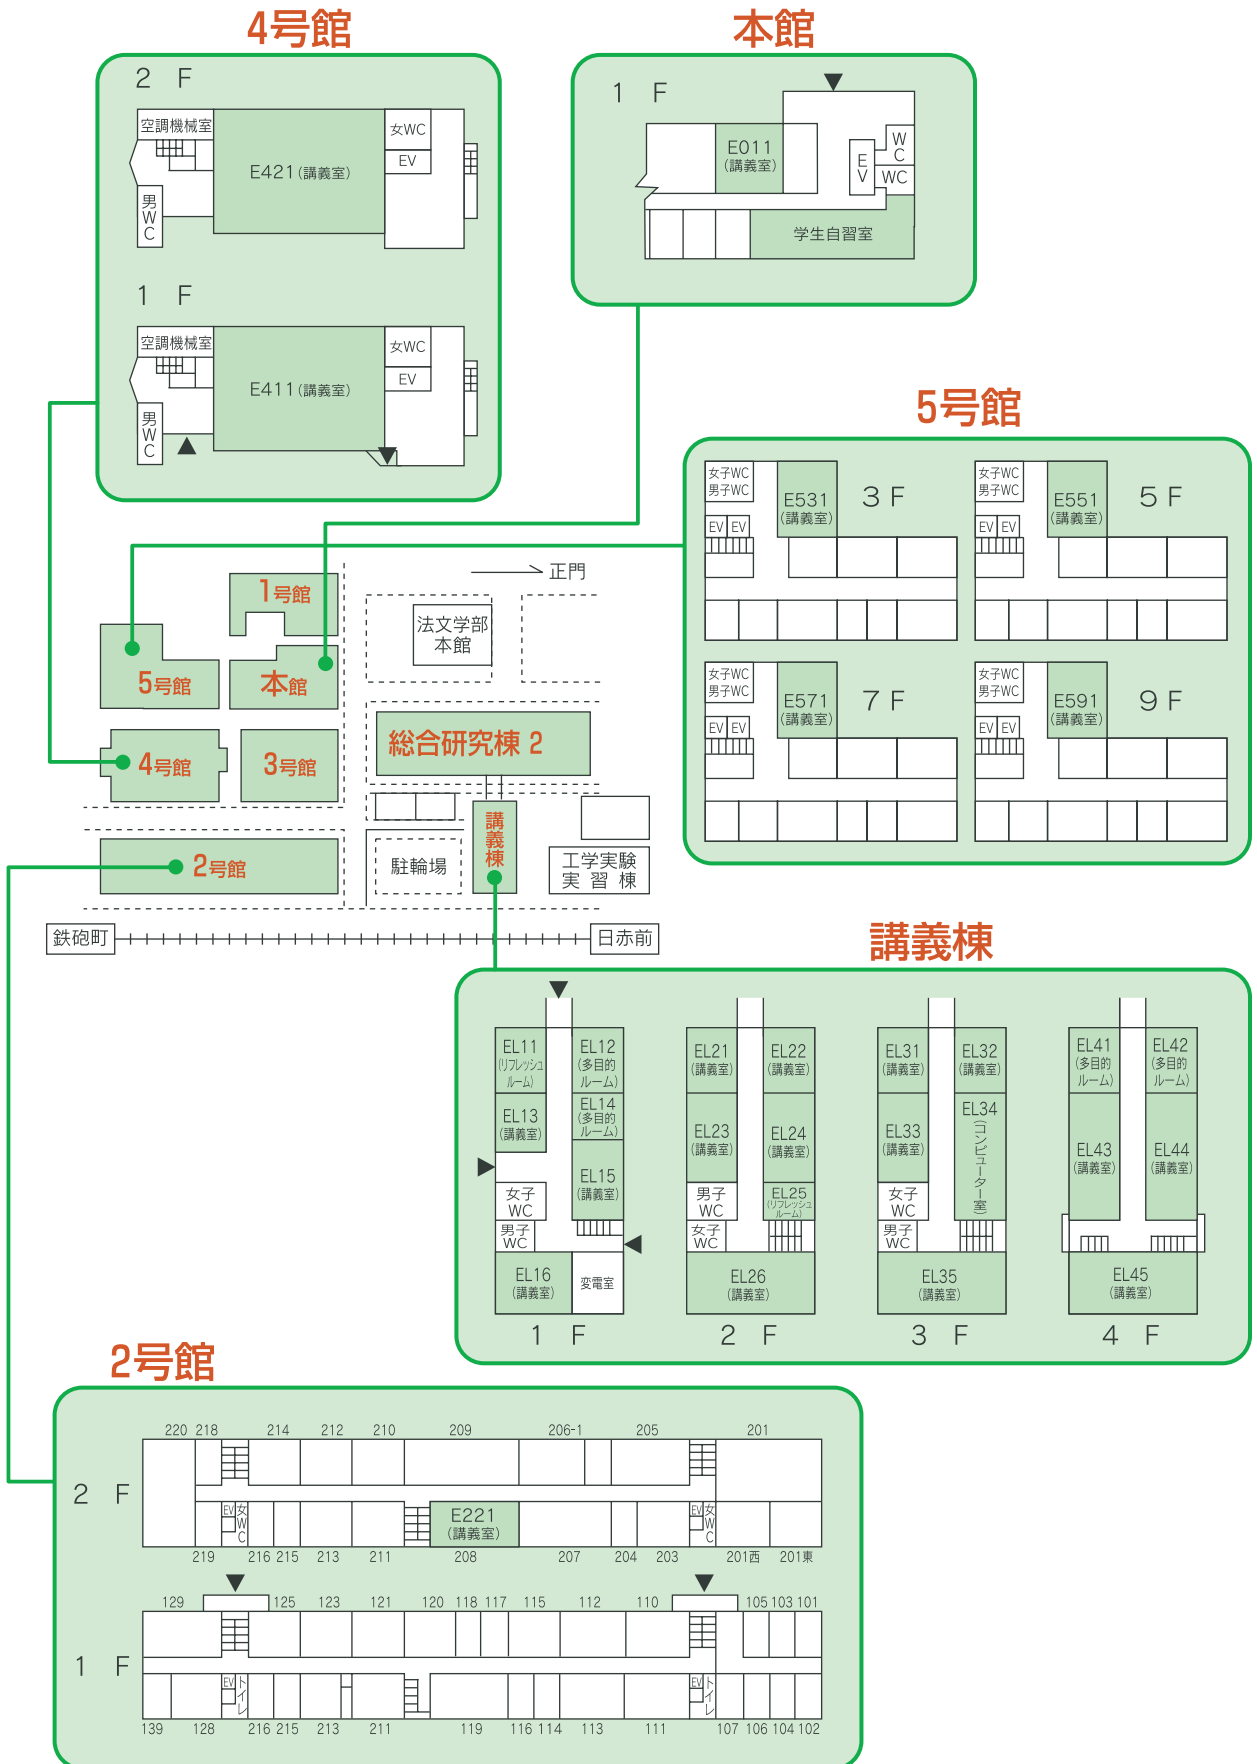 4号館
2 F
空調機械室
女WC
EV
E421(講義室)
男WC
1 F
空調機械室
女WC
EV
E411(講義室)
男WC
本館
1 F
E011
(講義室)
EV
WC
WC
学生自習室
5号館
女子WC
男子WC
EV EV
E531
(講義室)
3 F
女子WC
男子WC
EV EV
E551
(講義室)
5 F
女子WC
男子WC
EV EV
E571
(講義室)
7 F
女子WC
男子WC
EV EV
E591
(講義室)
9 F
正門
1号館
法文学部
本館
5号館
本館
総合研究棟 2
4号館
3号館
講義棟
2号館
駐輪場
工学実験
実習棟
鉄砲町
日赤前
講義棟
EL11
(リフレッシュ
ルーム)
EL12
(多目的
ルーム)
EL13
(講義室)
EL14
(多目的
ルーム)
EL15
(講義室)
女子
WC
男子
WC
EL16
(講義室)
変電室
1 F
EL21
(講義室)
EL22
(講義室)
EL23
(講義室)
EL24
(講義室)
EL25
(リフレッシュ
ルーム)
男子
WC
女子
WC
EL26
(講義室)
2 F
EL31
(講義室)
EL32
(講義室)
EL33
(講義室)
EL34
(コンピューター室)
女子
WC
男子
WC
EL35
(講義室)
3 F
EL41
(多目的
ルーム)
EL42
(多目的
ルーム)
EL43
(講義室)
EL44
(講義室)
EL45
(講義室)
4 F
2号館
220 218 214 212 210 209 206-1 205 201
2 F
EV
女WC
E221
(講義室)
EV
女WC
219 216 215 213 211 208 207 204 203 201西 201東
129 125 123 121 120 118 117 115 112 110 105 103 101
1 F
EV
トイレ
EV
トイレ
139 128 216 215 213 211 119 116 114 113 111 107 106 104 102